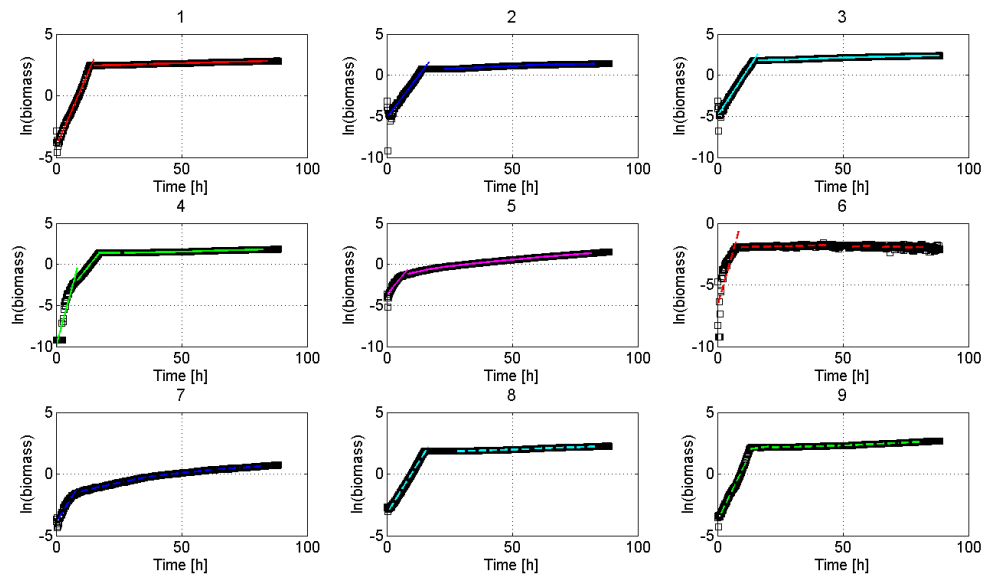 1 2 3
5 5 5
ln(biomass) 0 ln(biomass) 0 ln(biomass) 0
-5 -5
-5 -10 -10
0 50 100 0 50 100 0 50 100
Time [h] Time [h] Time [h]
4 5 6
5 5 0
ln(biomass) 0 ln(biomass) 0 ln(biomass)
-5 -5 -5
-10 -10 -10
0 50 100 0 50 100 0 50 100
Time [h] Time [h] Time [h]
7 8 9
5 5 5
ln(biomass) 0 ln(biomass) 0 ln(biomass) 0
-5 -5 -5
0 50 100 0 50 100 0 50 100
Time [h] Time [h] Time [h]